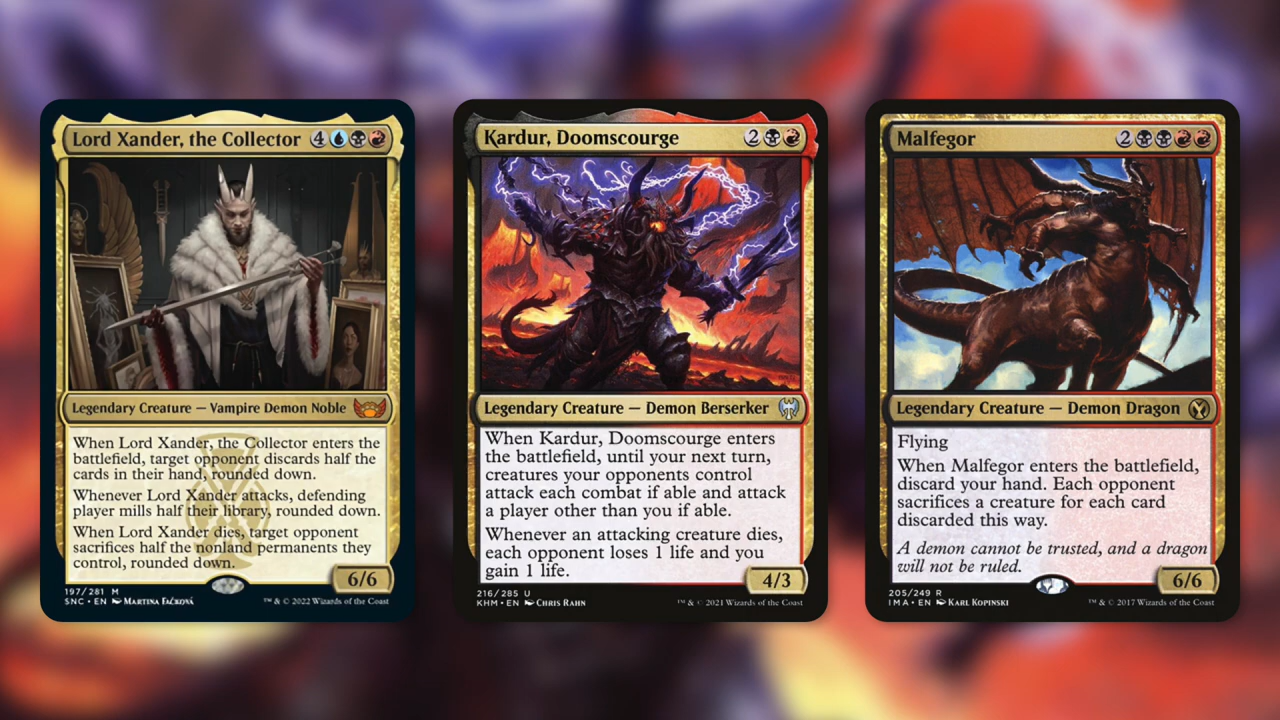 Lord Xander, the Collector 4
Legendary Creature — Vampire Demon Noble
When Lord Xander, the Collector enters the
battlefield, target opponent discards half the
cards in their hand, rounded down.
Whenever Lord Xander attacks, defending
player mills half their library, rounded down.
When Lord Xander dies, target opponent
sacrifices half the nonland permanents they
control, rounded down.
6/6
197/281 M
SNC • EN Martina Fačková
™ & © 2022 Wizards of the Coast
Kardur, Doomscourge 2
Legendary Creature — Demon Berserker
When Kardur, Doomscourge enters
the battlefield, until your next turn,
creatures your opponents control
attack each combat if able and attack
a player other than you if able.
Whenever an attacking creature dies,
each opponent loses 1 life and you
gain 1 life.
4/3
216/285 U
KHM • EN Chris Rahn
™ & © 2021 Wizards of the Coast
Malfegor 2
Legendary Creature — Demon Dragon
Flying
When Malfegor enters the battlefield,
discard your hand. Each opponent
sacrifices a creature for each card
discarded this way.
A demon cannot be trusted, and a dragon
will not be ruled.
6/6
205/249 R
IMA • EN Karl Kopinski
™ & © 2017 Wizards of the Coast